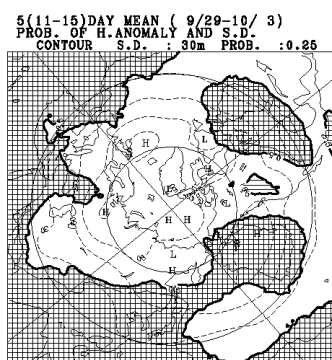 5(11-15)DAY MEAN ( 9/29-10/ 3)
PROB. OF H.ANOMALY AND S.D.
CONTOUR S.D. : 30m PROB. :0.25
H
L
H
L
H
H
L
H